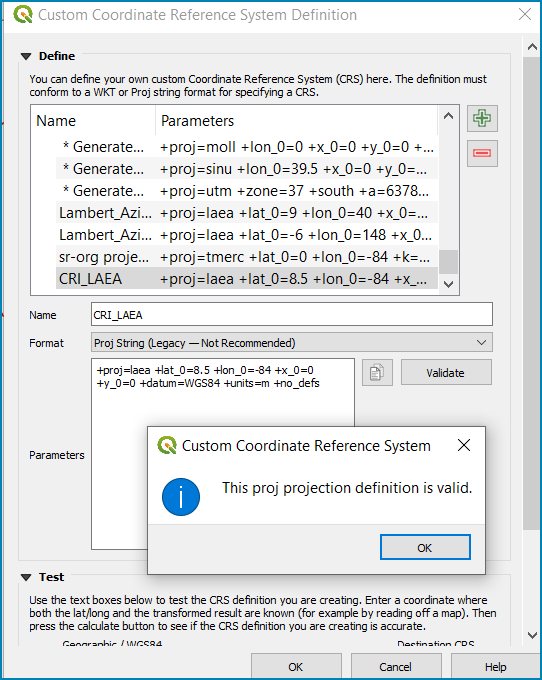 Custom Coordinate Reference System Definition
Define
You can define your own custom Coordinate Reference System (CRS) here. The definition must
conform to a WKT or Proj string format for specifying a CRS.
Name Parameters
* Generate... +proj=moll +lon_0=0 +x_0=0 +y_0=0 +...
* Generate... +proj=sinu +lon_0=39.5 +x_0=0 +y_0=...
* Generate... +proj=utm +zone=37 +south +a=6378...
Lambert_Azi... +proj=laea +lat_0=9 +lon_0=40 +x_0=...
Lambert_Azi... +proj=laea +lat_0=-6 +lon_0=148 +x_0...
sr-org proje... +proj=tmerc +lat_0=0 +lon_0=-84 +k=...
CRI_LAEA +proj=laea +lat_0=8.5 +lon_0=-84 +x_...
Name CRI_LAEA
Format Proj String (Legacy — Not Recommended)
+proj=laea +lat_0=8.5 +lon_0=-84 +x_0=0
+y_0=0 +datum=WGS84 +units=m +no_defs
Validate
Parameters
Custom Coordinate Reference System
This proj projection definition is valid.
OK
Test
Use the text boxes below to test the CRS definition you are creating. Enter a coordinate where
both the lat/long and the transformed result are known (for example by reading off a map). Then
press the calculate button to see if the CRS definition you are creating is accurate.
Geographic / WGS84 Destination CRS
OK Cancel Help